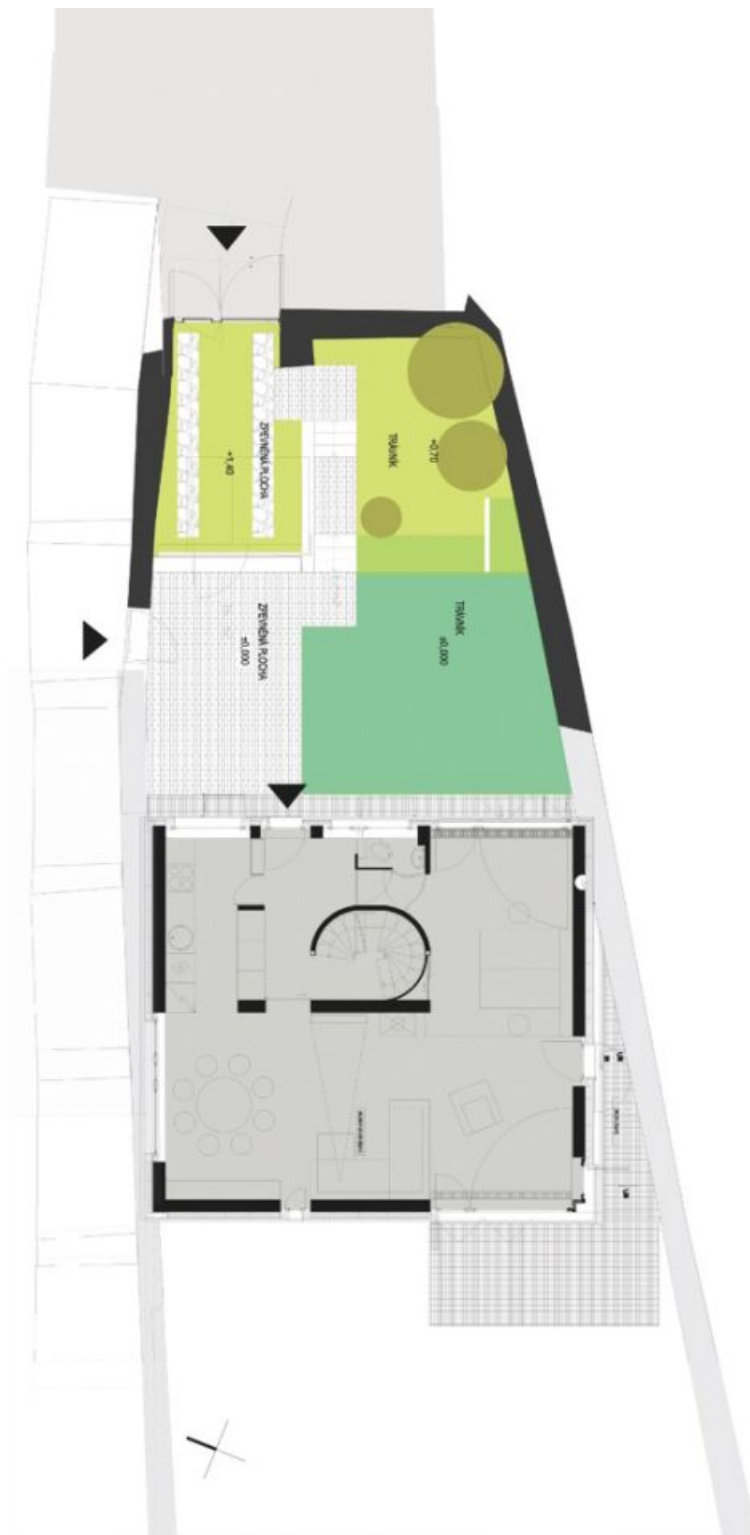 ZPEVNĚNÁ PLOCHA
+1,40
TRÁVNÍK
+0,70
ZPEVNĚNÁ PLOCHA
±0,000
TRÁVNÍK
±0,000